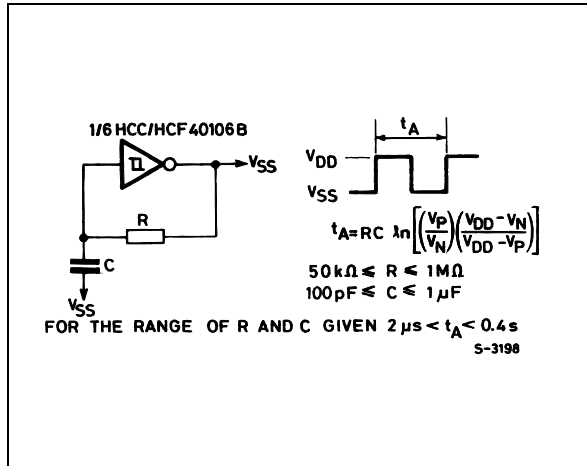 1/6 HCC/HCF 40106B
VSS
R
C
VSS
tA
VDD
VSS
tA=RC ln[(VP/VN)(VDD-VN/VDD-VP)]
50kΩ ≤ R ≤ 1MΩ
100pF ≤ C ≤ 1µF
FOR THE RANGE OF R AND C GIVEN 2µs < tA < 0.4s
S-3198